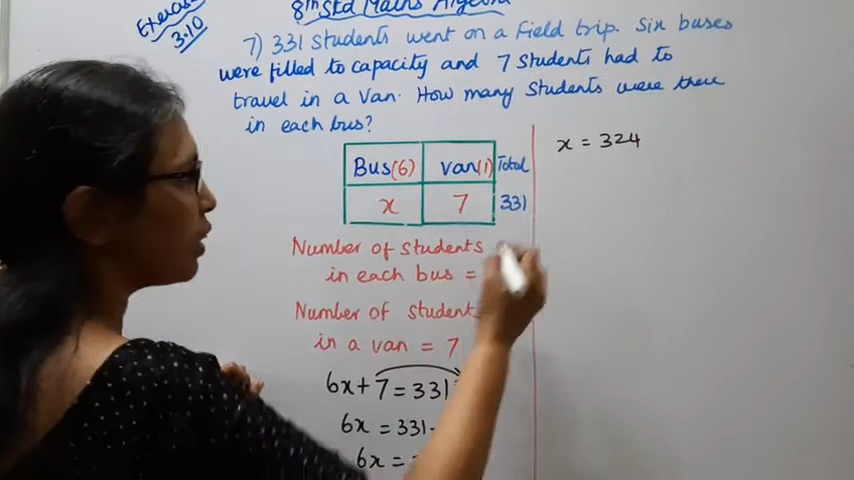 Exercise
3.10
8th Std Maths Algebra
7) 331 Students went on a Field trip. Six buses
were filled to capacity and 7 Students had to
travel in a van. How many Students were there
in each bus?
Bus(6) van(1) Total
x 7 331
x = 324
Number of Students
in each bus =
Number of Students
in a van = 7
6x + 7 = 331
6x = 331
6x =